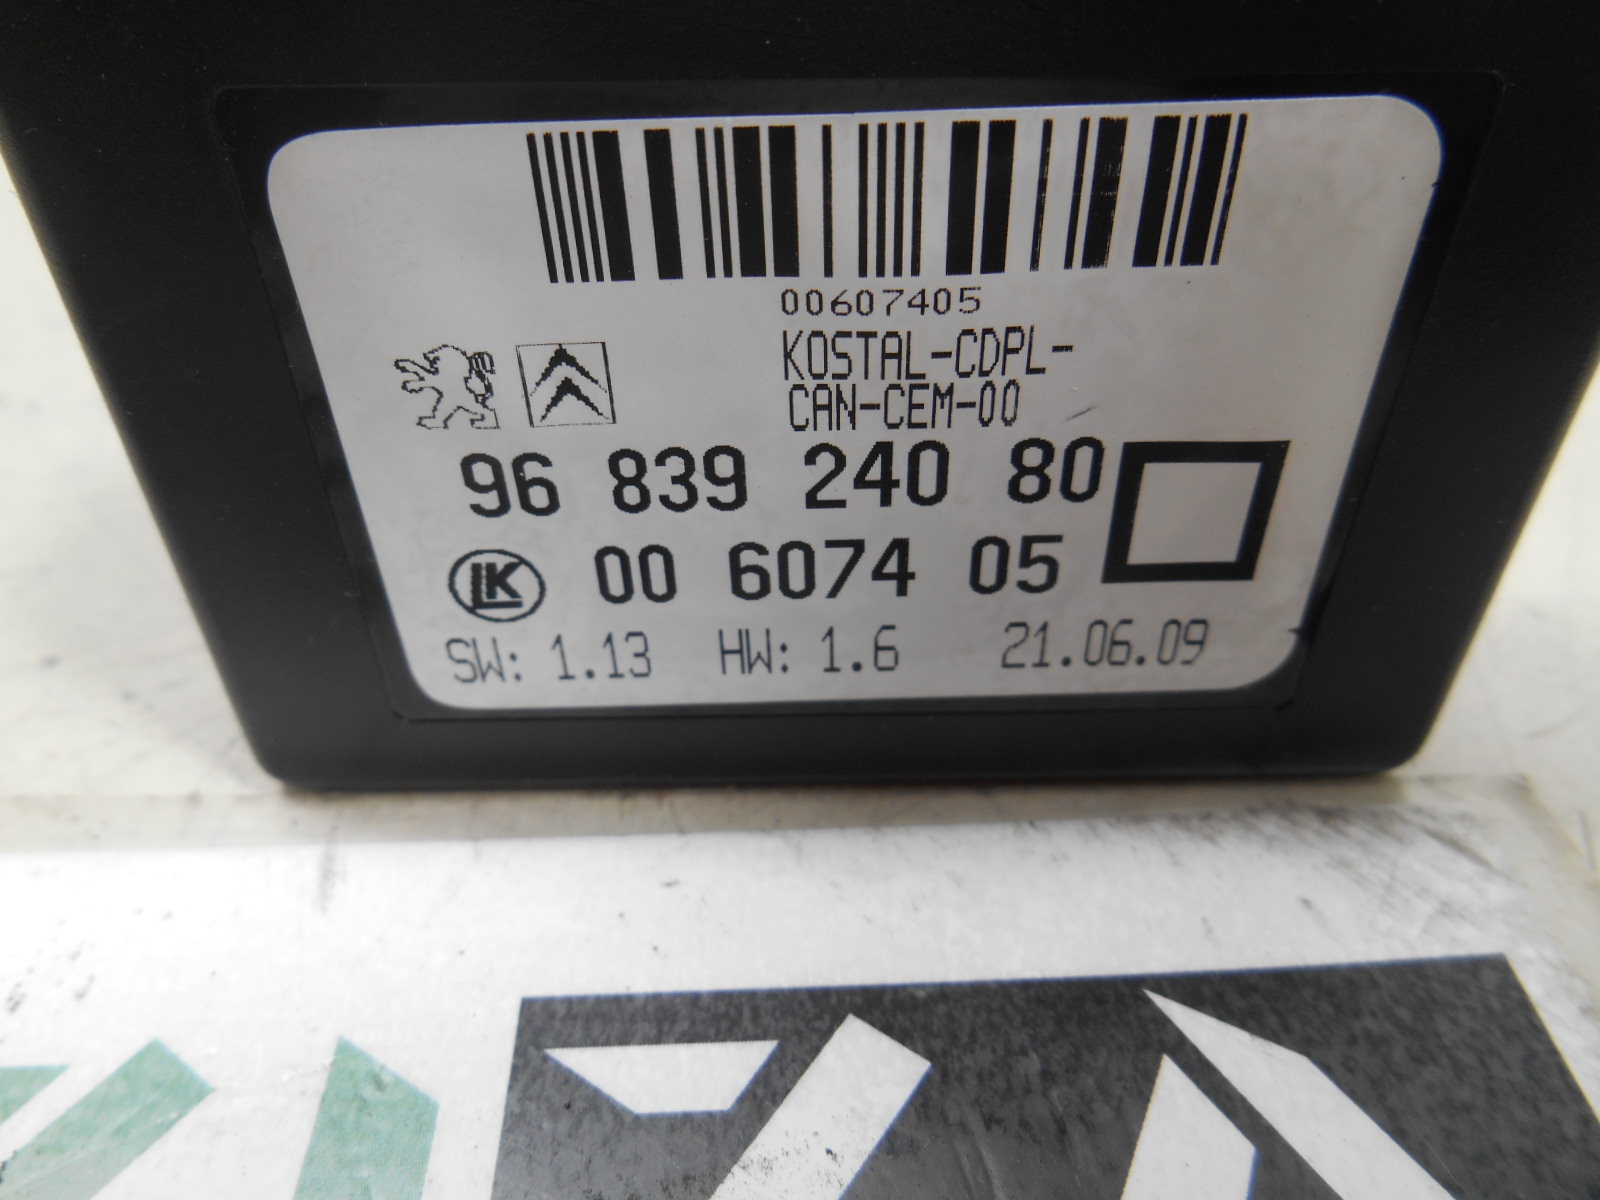 00607405
KOSTAL-CDPL-
CAN-CEM-00
96 839 240 80
LK 00 6074 05
SW: 1.13 HW: 1.6 21.06.09